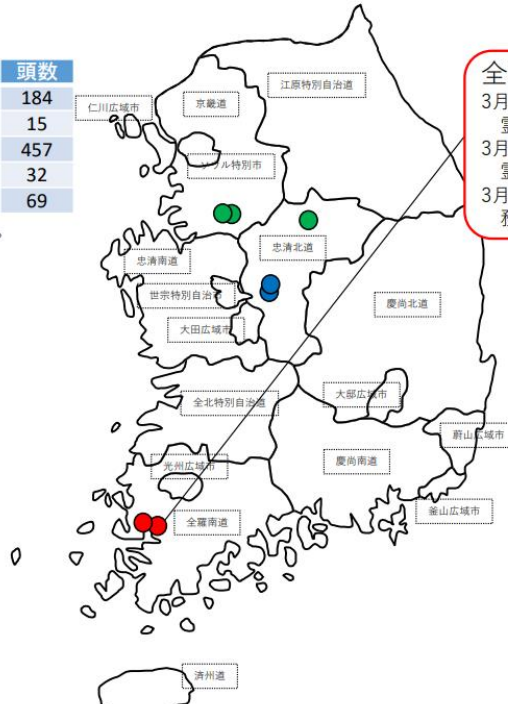 頭数
184
15
457
32
69
全
3月
霊
3月
霊
3月
務
江原特別自治道
仁川広域市
京畿道
ソウル特別市
忠清北道
忠清南道
世宗特別自治市
慶尚北道
大田広域市
大邱広域市
全北特別自治道
蔚山広域市
慶尚南道
光州広域市
釜山広域市
全羅南道
済州道